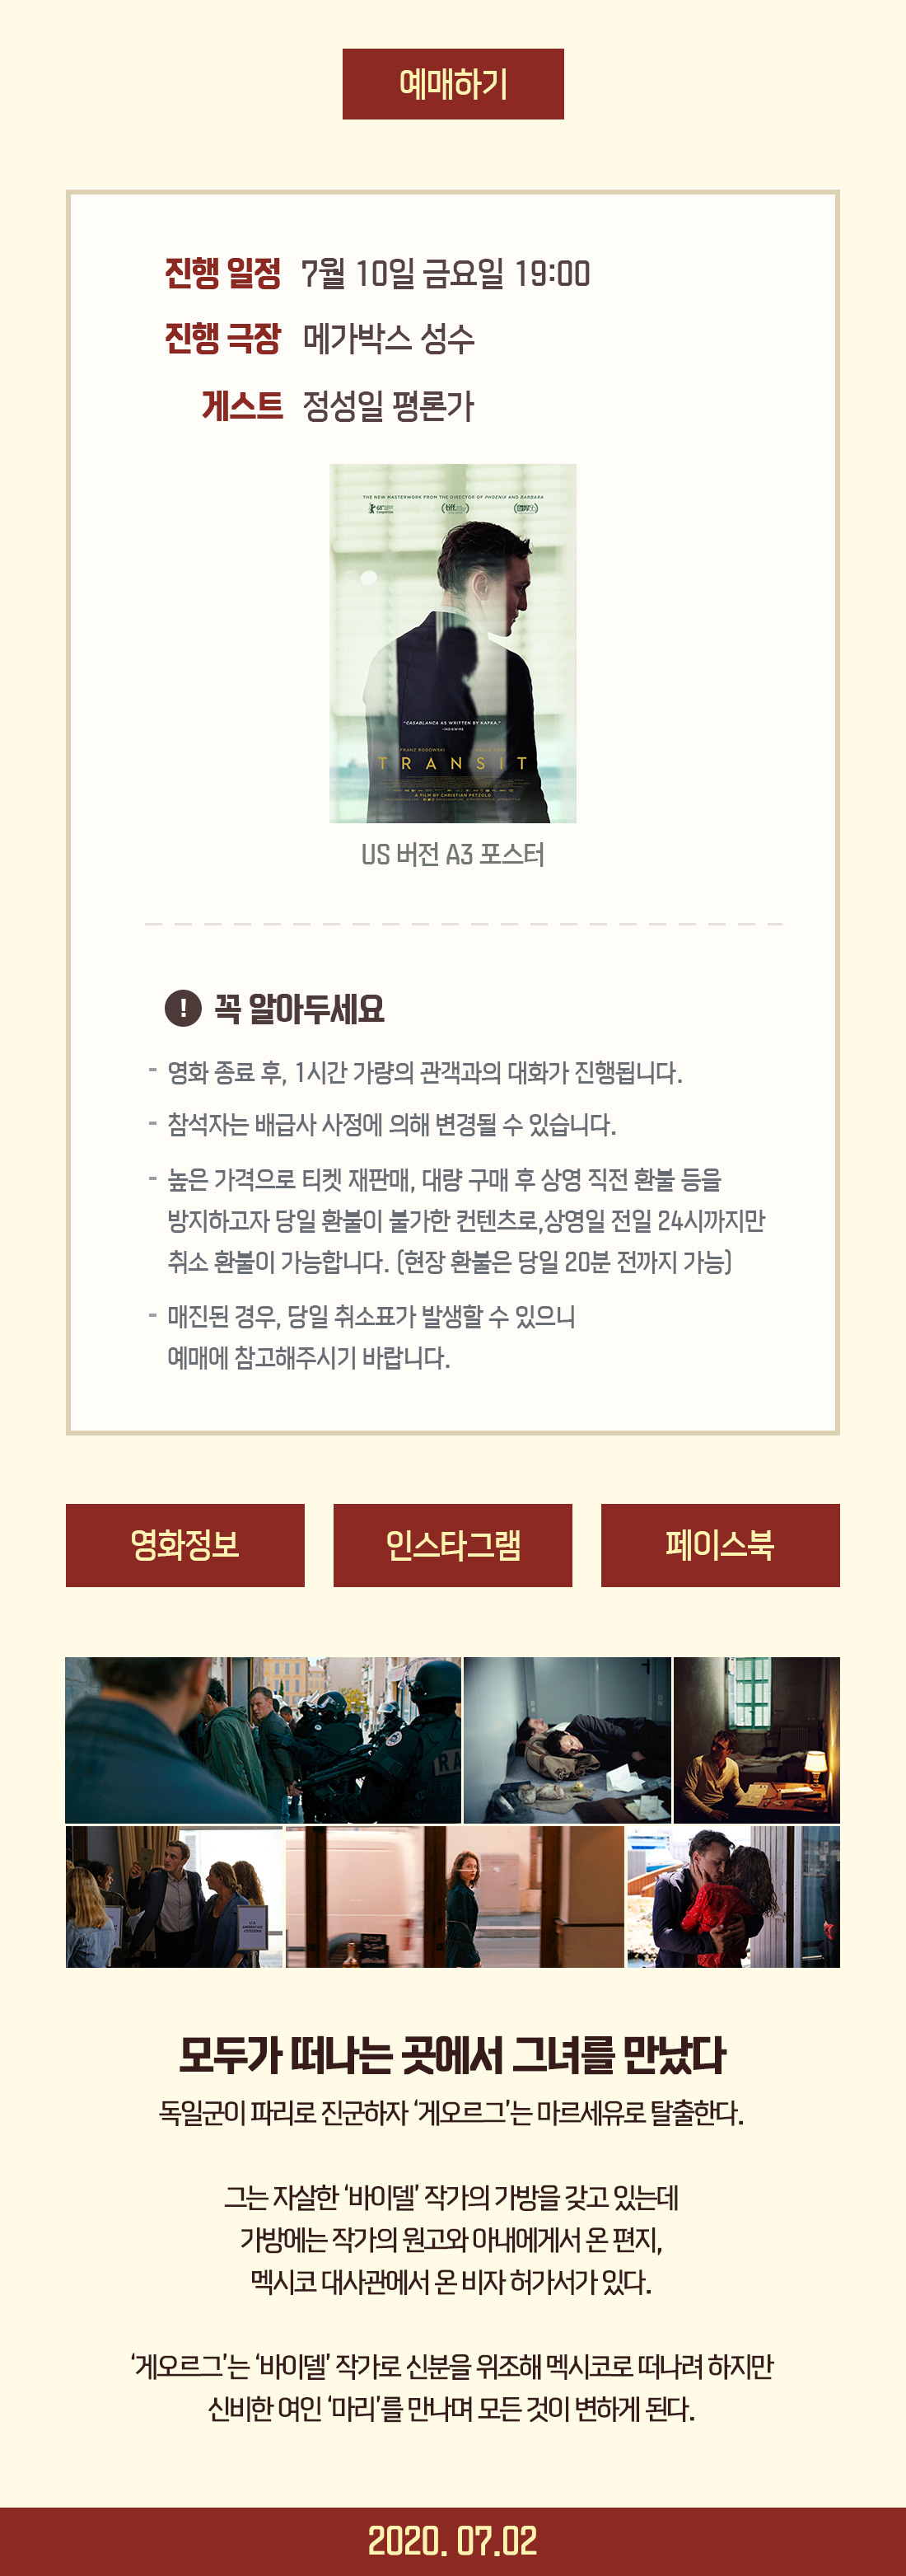 예매하기
진행 일정 7월 10일 금요일 19:00
진행 극장 메가박스 성수
게스트 정성일 평론가
THE NEW MASTERWORK FROM THE DIRECTOR OF PHOENIX AND BARBARA
tiff
"CASABLANCA AS WRITTEN BY KAFKA."
-INDIEWIRE
FRANZ ROGOWSKI
TRANSIT
A FILM BY CHRISTIAN PETZOLD
US 버전 A3 포스터
! 꼭 알아두세요
- 영화 종료 후, 1시간 가량의 관객과의 대화가 진행됩니다.
- 참석자는 배급사 사정에 의해 변경될 수 있습니다.
- 높은 가격으로 티켓 재판매, 대량 구매 후 상영 직전 환불 등을
방지하고자 당일 환불이 불가한 컨텐츠로,상영일 전일 24시까지만
취소 환불이 가능합니다. (현장 환불은 당일 20분 전까지 가능)
- 매진된 경우, 당일 취소표가 발생할 수 있으니
예매에 참고해주시기 바랍니다.
영화정보 인스타그램 페이스북
모두가 떠나는 곳에서 그녀를 만났다
독일군이 파리로 진군하자 ‘게오르그’는 마르세유로 탈출한다.
그는 자살한 ‘바이델’ 작가의 가방을 갖고 있는데
가방에는 작가의 원고와 아내에게서 온 편지,
멕시코 대사관에서 온 비자 허가서가 있다.
‘게오르그’는 ‘바이델’ 작가로 신분을 위조해 멕시코로 떠나려 하지만
신비한 여인 ‘마리’를 만나며 모든 것이 변하게 된다.
2020. 07.02